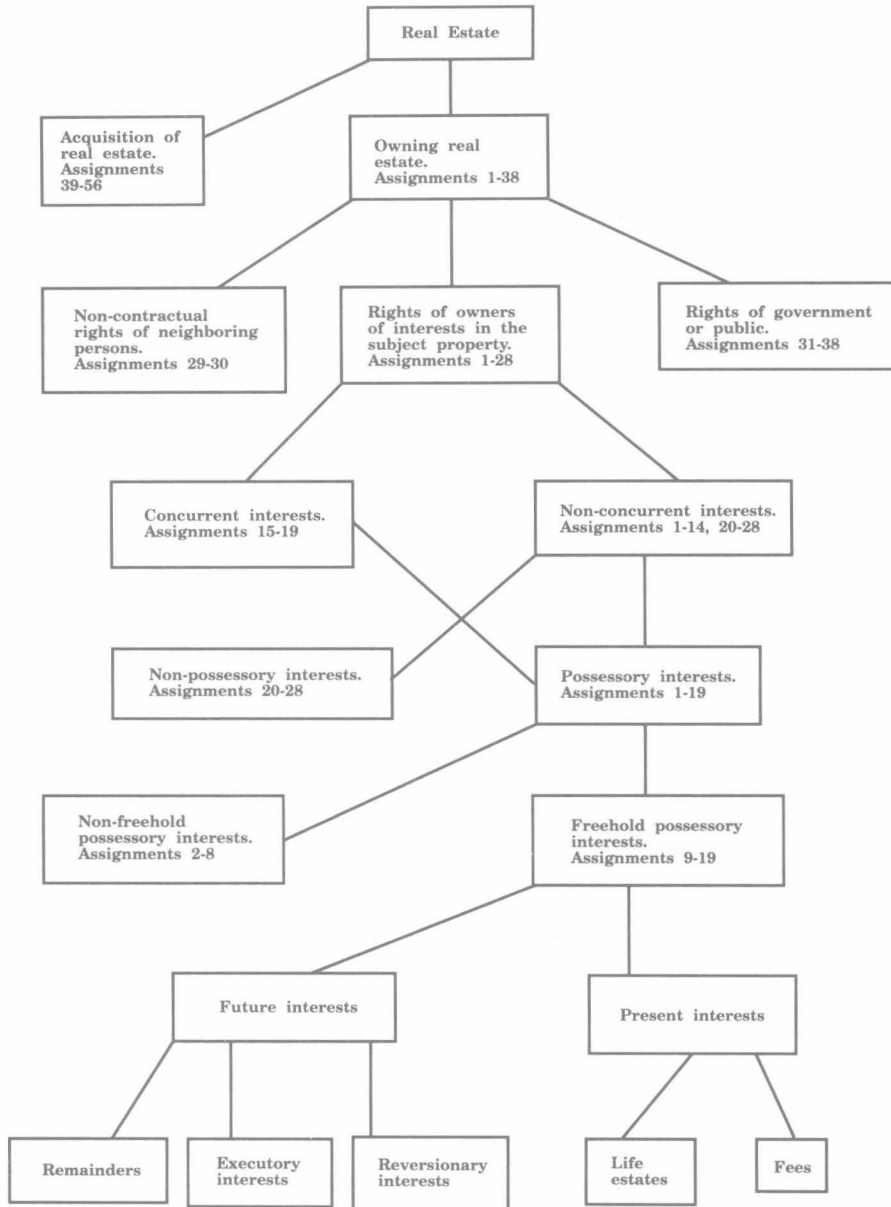 Real Estate
Acquisition of
real estate.
Assignments
39-56
Owning real
estate.
Assignments 1-38
Non-contractual
rights of neighboring
persons.
Assignments 29-30
Rights of owners
of interests in the
subject property.
Assignments 1-28
Rights of government
or public.
Assignments 31-38
Concurrent interests.
Assignments 15-19
Non-concurrent interests.
Assignments 1-14, 20-28
Non-possessory interests.
Assignments 20-28
Possessory interests.
Assignments 1-19
Non-freehold
possessory interests.
Assignments 2-8
Freehold possessory
interests.
Assignments 9-19
Future interests
Present interests
Remainders
Executory
interests
Reversionary
interests
Life
estates
Fees